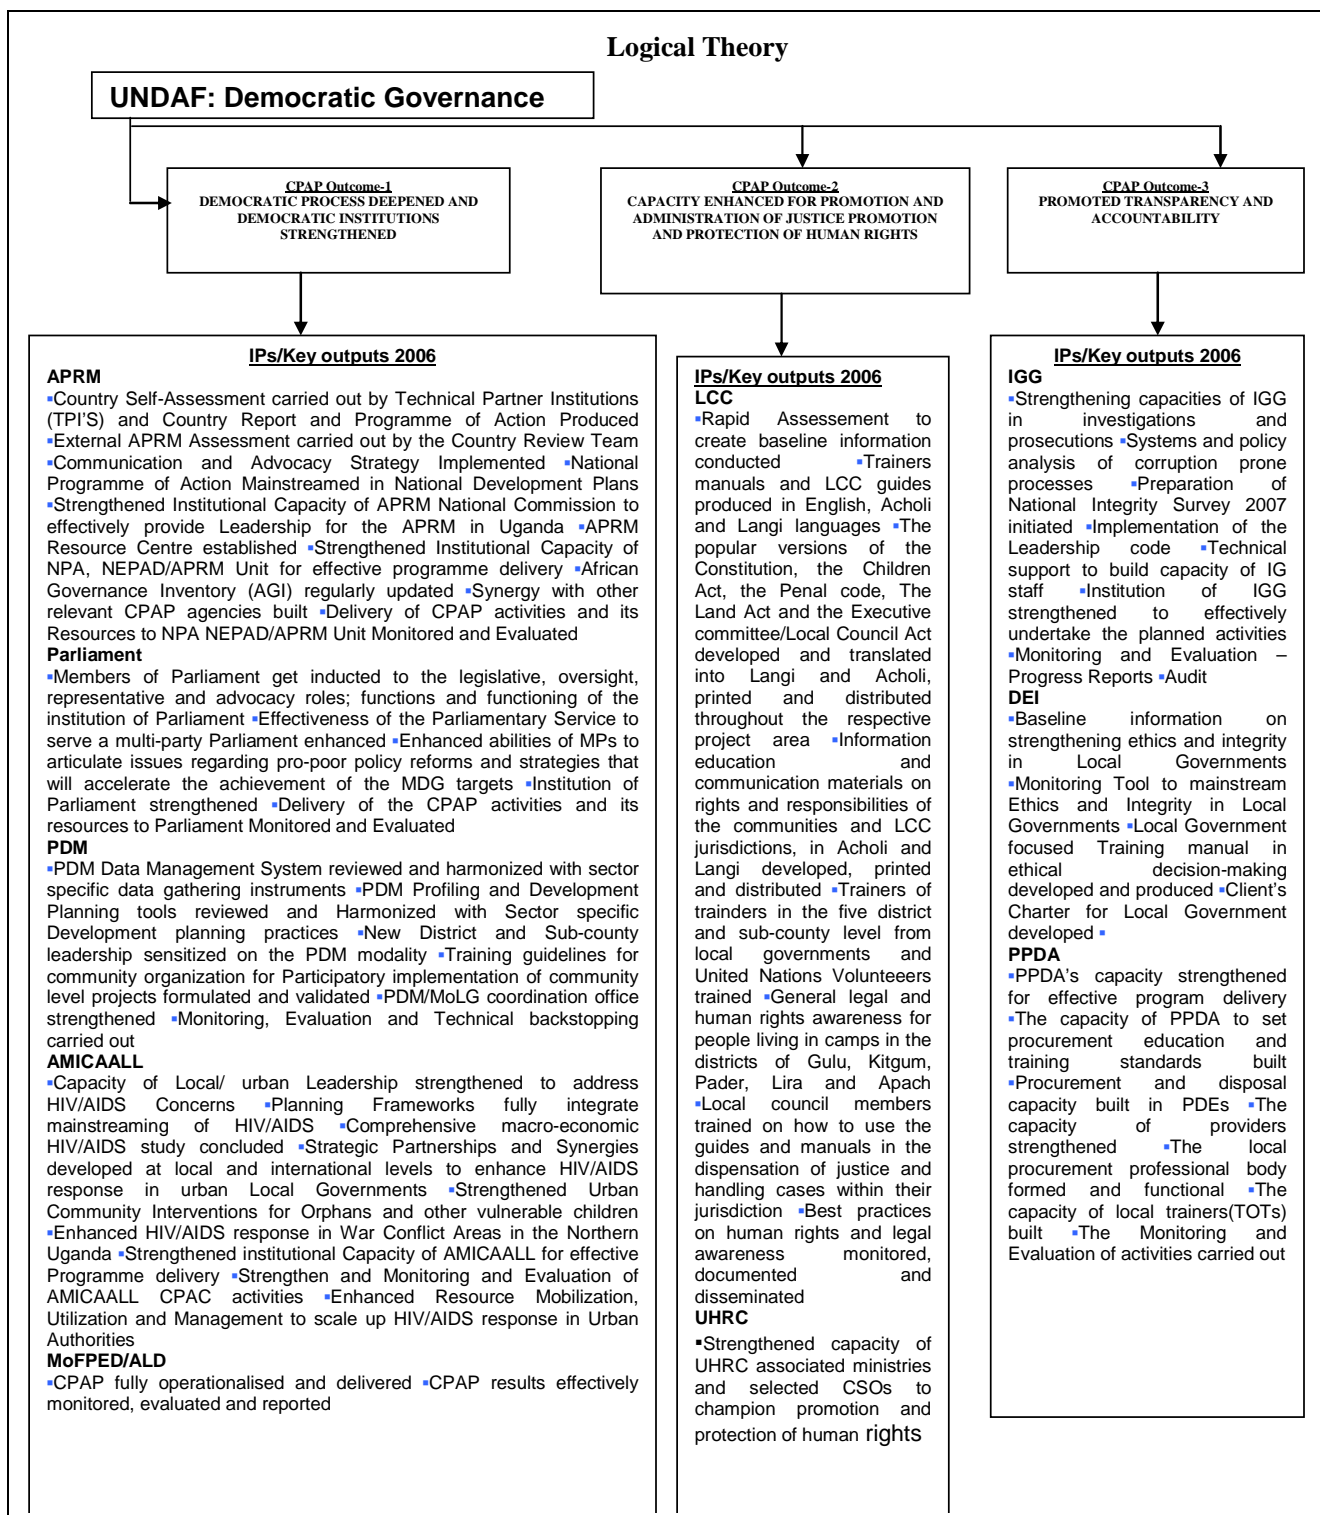 Logical Theory
UNDAF: Democratic Governance
CPAP Outcome-1
DEMOCRATIC PROCESS DEEPENED AND
DEMOCRATIC INSTITUTIONS
STRENGTHENED
CPAP Outcome-2
CAPACITY ENHANCED FOR PROMOTION AND
ADMINISTRATION OF JUSTICE PROMOTION
AND PROTECTION OF HUMAN RIGHTS
CPAP Outcome-3
PROMOTED TRANSPARENCY AND
ACCOUNTABILITY
IPs/Key outputs 2006
APRM
▪Country Self-Assessment carried out by Technical Partner Institutions
(TPI'S) and Country Report and Programme of Action Produced
▪External APRM Assessment carried out by the Country Review Team
▪Communication and Advocacy Strategy Implemented ▪National
Programme of Action Mainstreamed in National Development Plans
▪Strengthened Institutional Capacity of APRM National Commission to
effectively provide Leadership for the APRM in Uganda ▪APRM
Resource Centre established ▪Strengthened Institutional Capacity of
NPA, NEPAD/APRM Unit for effective programme delivery ▪African
Governance Inventory (AGI) regularly updated ▪Synergy with other
relevant CPAP agencies built ▪Delivery of CPAP activities and its
Resources to NPA NEPAD/APRM Unit Monitored and Evaluated
Parliament
▪Members of Parliament get inducted to the legislative, oversight,
representative and advocacy roles; functions and functioning of the
institution of Parliament ▪Effectiveness of the Parliamentary Service to
serve a multi-party Parliament enhanced ▪Enhanced abilities of MPs to
articulate issues regarding pro-poor policy reforms and strategies that
will accelerate the achievement of the MDG targets ▪Institution of
Parliament strengthened ▪Delivery of the CPAP activities and its
resources to Parliament Monitored and Evaluated
PDM
▪PDM Data Management System reviewed and harmonized with sector
specific data gathering instruments ▪PDM Profiling and Development
Planning tools reviewed and Harmonized with Sector specific
Development planning practices ▪New District and Sub-county
leadership sensitized on the PDM modality ▪Training guidelines for
community organization for Participatory implementation of community
level projects formulated and validated ▪PDM/MoLG coordination office
strengthened ▪Monitoring, Evaluation and Technical backstopping
carried out
AMICAALL
▪Capacity of Local/ urban Leadership strengthened to address
HIV/AIDS Concerns ▪Planning Frameworks fully integrate
mainstreaming of HIV/AIDS ▪Comprehensive macro-economic
HIV/AIDS study concluded ▪Strategic Partnerships and Synergies
developed at local and international levels to enhance HIV/AIDS
response in urban Local Governments ▪Strengthened Urban
Community Interventions for Orphans and other vulnerable children
▪Enhanced HIV/AIDS response in War Conflict Areas in the Northern
Uganda ▪Strengthened institutional Capacity of AMICAALL for effective
Programme delivery ▪Strengthen and Monitoring and Evaluation of
AMICAALL CPAC activities ▪Enhanced Resource Mobilization,
Utilization and Management to scale up HIV/AIDS response in Urban
Authorities
MoFPED/ALD
▪CPAP fully operationalised and delivered ▪CPAP results effectively
monitored, evaluated and reported
IPs/Key outputs 2006
LCC
▪Rapid Assessement to
create baseline information
conducted ▪Trainers
manuals and LCC guides
produced in English, Acholi
and Langi languages ▪The
popular versions of the
Constitution, the Children
Act, the Penal code, The
Land Act and the Executive
committee/Local Council Act
developed and translated
into Langi and Acholi,
printed and distributed
throughout the respective
project area ▪Information
education and
communication materials on
rights and responsibilities of
the communities and LCC
jurisdictions, in Acholi and
Langi developed, printed
and distributed ▪Trainers of
trainders in the five district
and sub-county level from
local governments and
United Nations Volunteeers
trained ▪General legal and
human rights awareness for
people living in camps in the
districts of Gulu, Kitgum,
Pader, Lira and Apach
▪Local council members
trained on how to use the
guides and manuals in the
dispensation of justice and
handling cases within their
jurisdiction ▪Best practices
on human rights and legal
awareness monitored,
documented and
disseminated
UHRC
▪Strengthened capacity of
UHRC associated ministries
and selected CSOs to
champion promotion and
protection of human rights
IPs/Key outputs 2006
IGG
▪Strengthening capacities of IGG
in investigations and
prosecutions ▪Systems and policy
analysis of corruption prone
processes ▪Preparation of
National Integrity Survey 2007
initiated ▪Implementation of the
Leadership code ▪Technical
support to build capacity of IG
staff ▪Institution of IGG
strengthened to effectively
undertake the planned activities
▪Monitoring and Evaluation –
Progress Reports ▪Audit
DEI
▪Baseline information on
strengthening ethics and integrity
in Local Governments
▪Monitoring Tool to mainstream
Ethics and Integrity in Local
Governments ▪Local Government
focused Training manual in
ethical decision-making
developed and produced ▪Client's
Charter for Local Government
developed ▪
PPDA
▪PPDA's capacity strengthened
for effective program delivery
▪The capacity of PPDA to set
procurement education and
training standards built
▪Procurement and disposal
capacity built in PDEs ▪The
capacity of providers
strengthened ▪The local
procurement professional body
formed and functional ▪The
capacity of local trainers(TOTs)
built ▪The Monitoring and
Evaluation of activities carried out